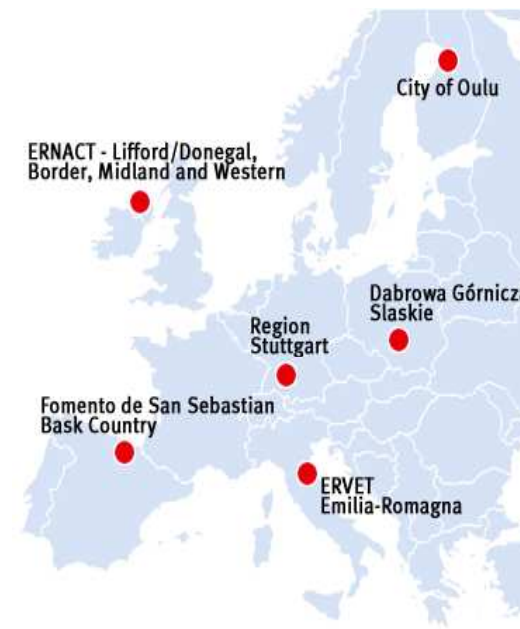 City of Oulu
ERNACT - Lifford/Donegal,
Border, Midland and Western
Dabrowa Górnicz
Slaskie
Region
Stuttgart
Fomento de San Sebastian
Bask Country
ERVET
Emilia-Romagna